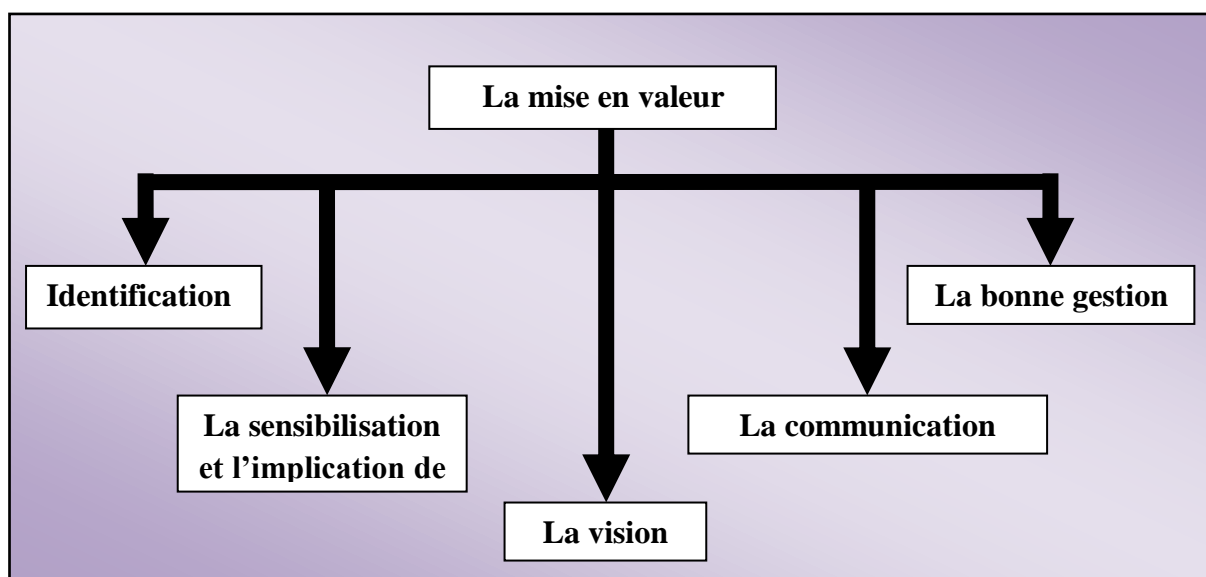 La mise en valeur
Identification
La bonne gestion
La sensibilisation
et l'implication de
La communication
La vision